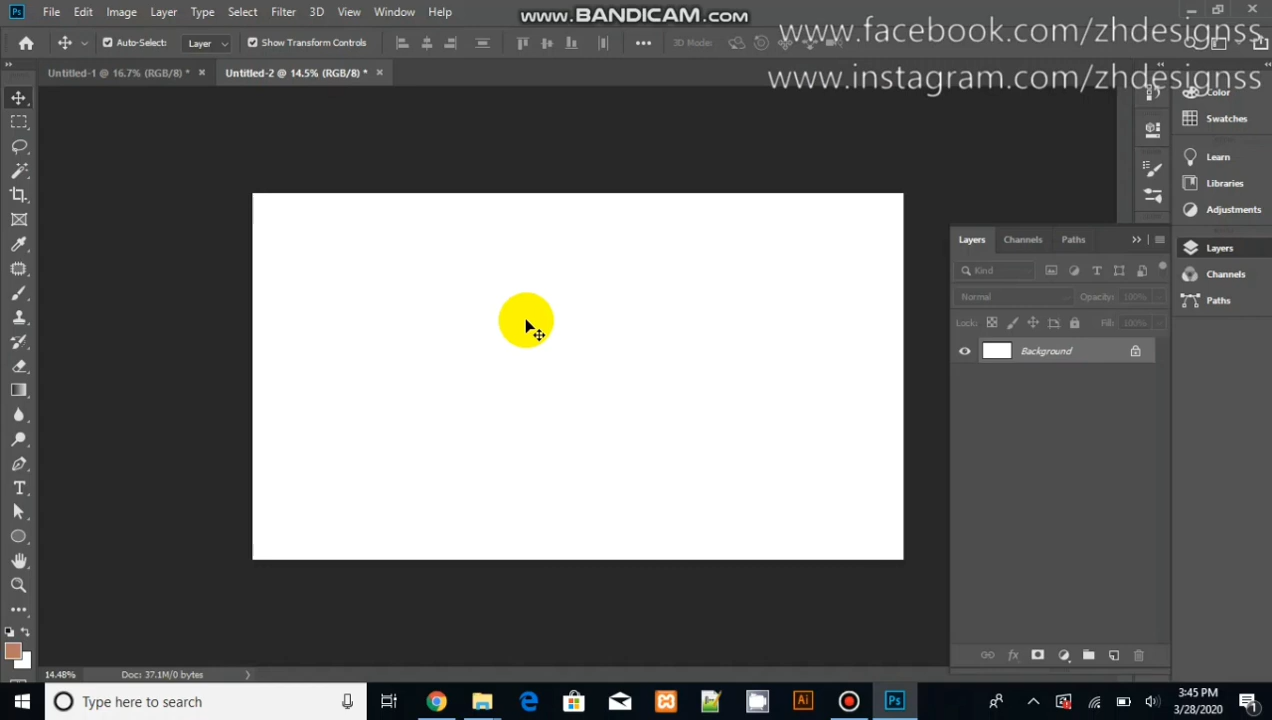 www.BANDICAM.com
File Edit Image Layer Type Select Filter 3D View Window Help
www.facebook.com/zhdesignss
Auto-Select: Layer Show Transform Controls 3D Mode:
www.instagram.com/zhdesignss
Untitled-1 @ 16.7% (RGB/8) * × Untitled-2 @ 14.5% (RGB/8) * ×
Color
Swatches
Learn
Libraries
Adjustments
Layers
Channels
Paths
Layers Channels Paths
Kind
Normal Opacity: 100%
Lock: Fill: 100%
Background
fx
14.48% Doc: 37.1M/0 bytes
Type here to search
Ai
Ps
3:45 PM
3/28/2020
1